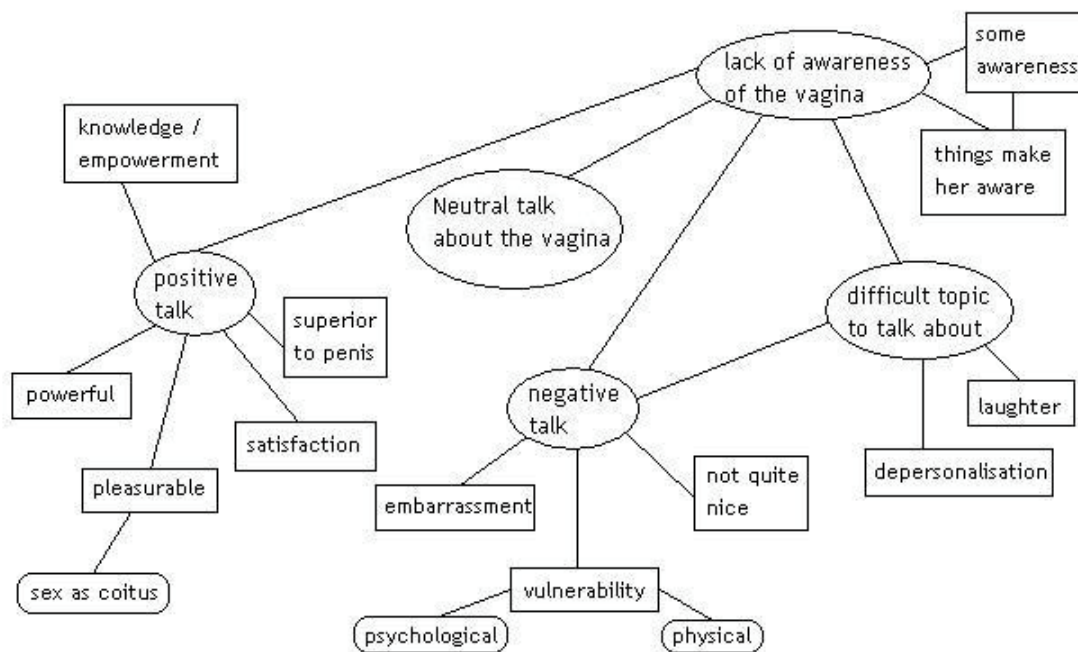 some
awareness
lack of awareness
of the vagina
knowledge /
empowerment
things make
her aware
Neutral talk
about the vagina
positive
talk
superior
to penis
difficult topic
to talk about
powerful
negative
talk
laughter
satisfaction
pleasurable
not quite
nice
depersonalisation
embarrassment
sex as coitus
vulnerability
psychological
physical